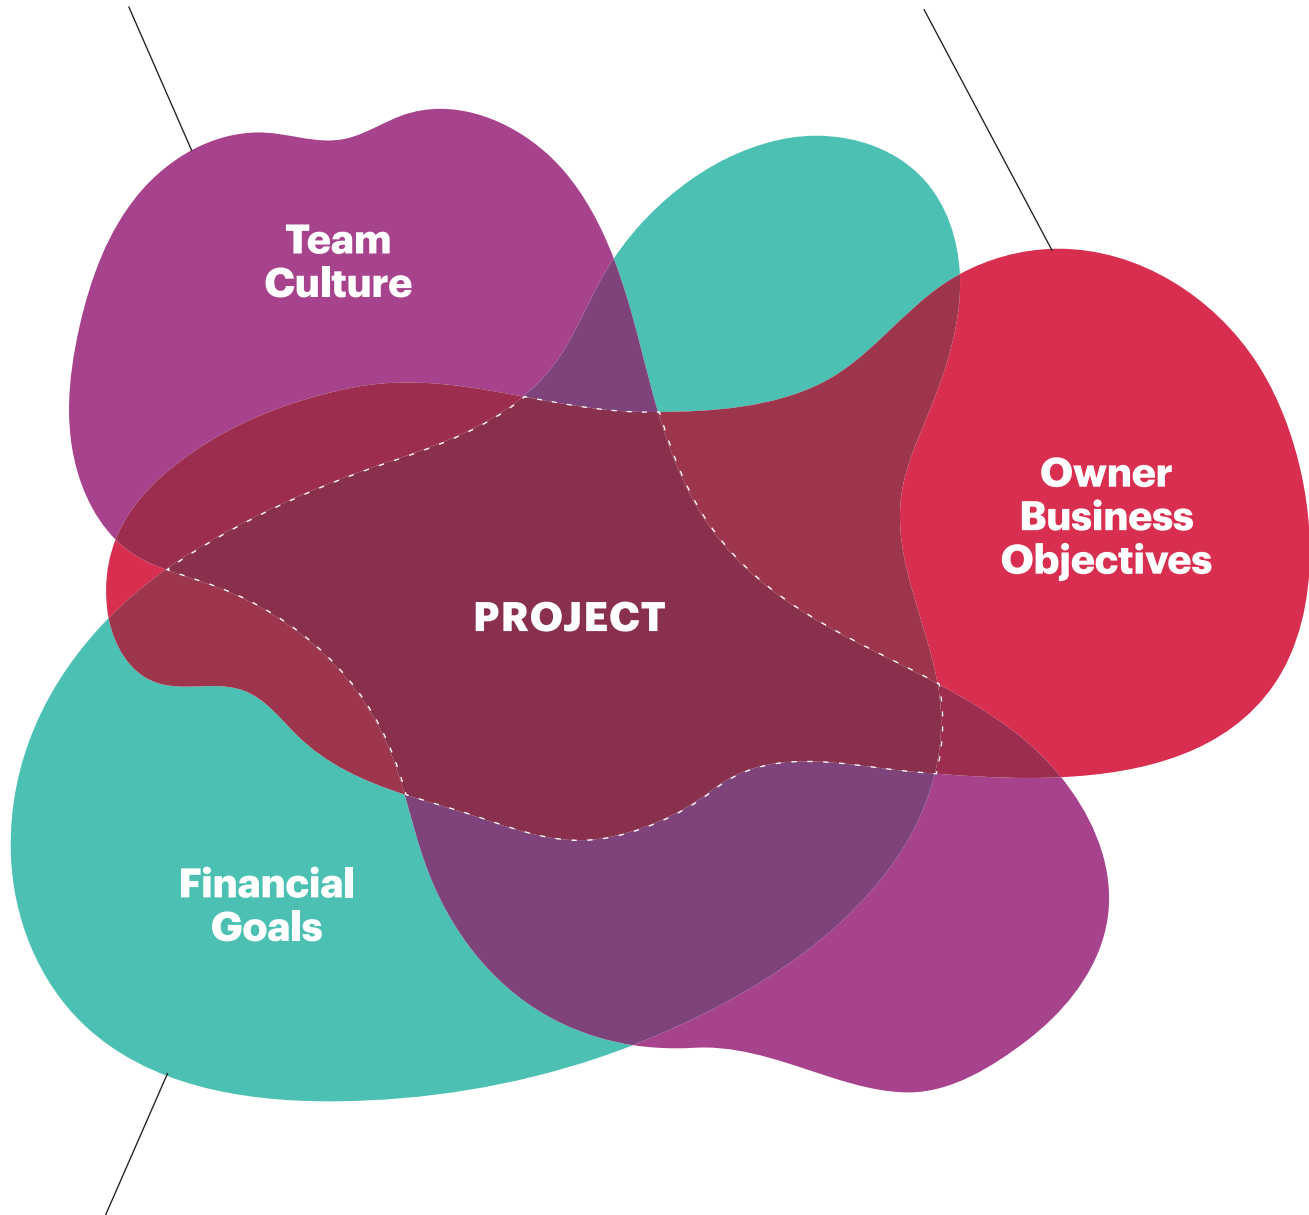 Team
Culture
Owner
Business
Objectives
PROJECT
Financial
Goals